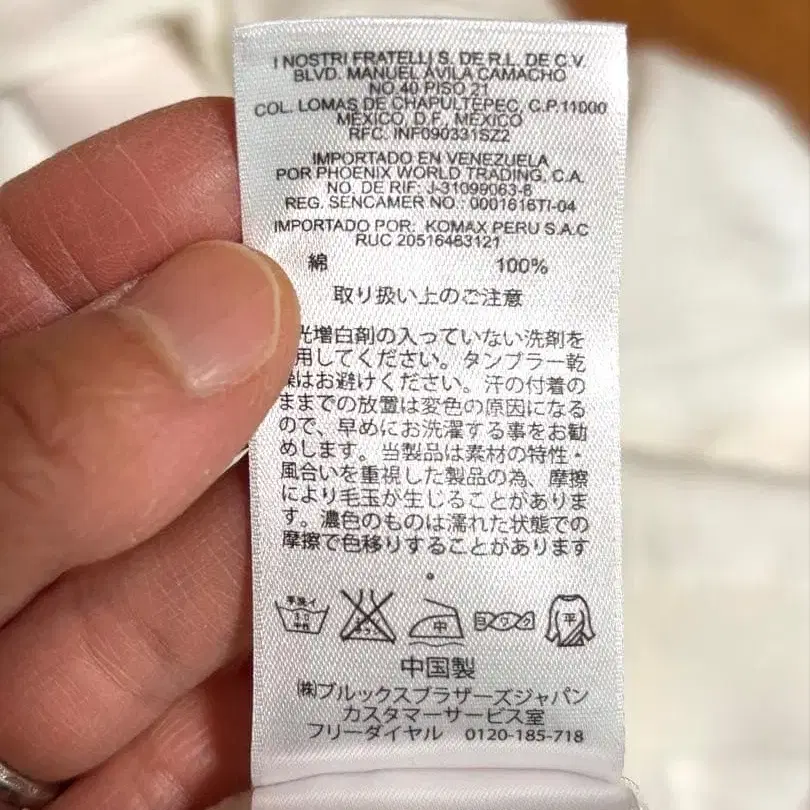 I NOSTRI FRATELLI S. DE R.L. DE C.V.
BLVD. MANUEL AVILA CAMACHO
NO.40 PISO 21
COL. LOMAS DE CHAPULTEPEC, C.P.11000
MEXICO, D.F., MEXICO
RFC. INF090331SZ2
IMPORTADO EN VENEZUELA
POR PHOENIX WORLD TRADING, C.A.
NO. DE RIF: J-31099063-8
REG. SENCAMER NO.: 0001616TI-04
IMPORTADO POR: KOMAX PERU S.A.C
RUC 20516463121
綿 100%
取り扱い上のご注意
光増白剤の入っていない洗剤を
用してください。タンブラー乾
燥はお避けください。汗の付着の
ままでの放置は変色の原因になる
ので、早めにお洗濯する事をお勧
めします。当製品は素材の特性・
風合いを重視した製品の為、摩擦
により毛玉が生じることがありま
す。濃色のものは濡れた状態での
摩擦で色移りすることがあります
。
中 ヨワク 平
中国製
㈱ブルックスブラザーズジャパン
カスタマーサービス室
フリーダイヤル 0120-185-718